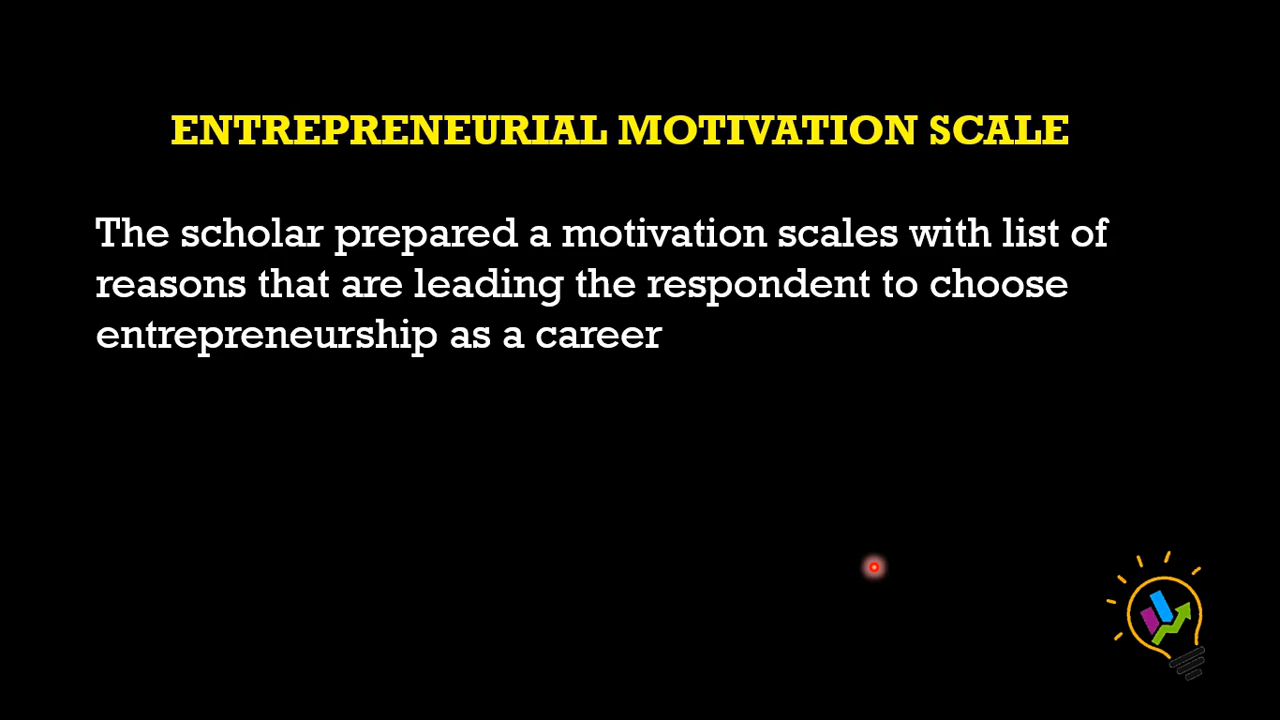 ENTREPRENEURIAL MOTIVATION SCALE
The scholar prepared a motivation scales with list of
reasons that are leading the respondent to choose
entrepreneurship as a career